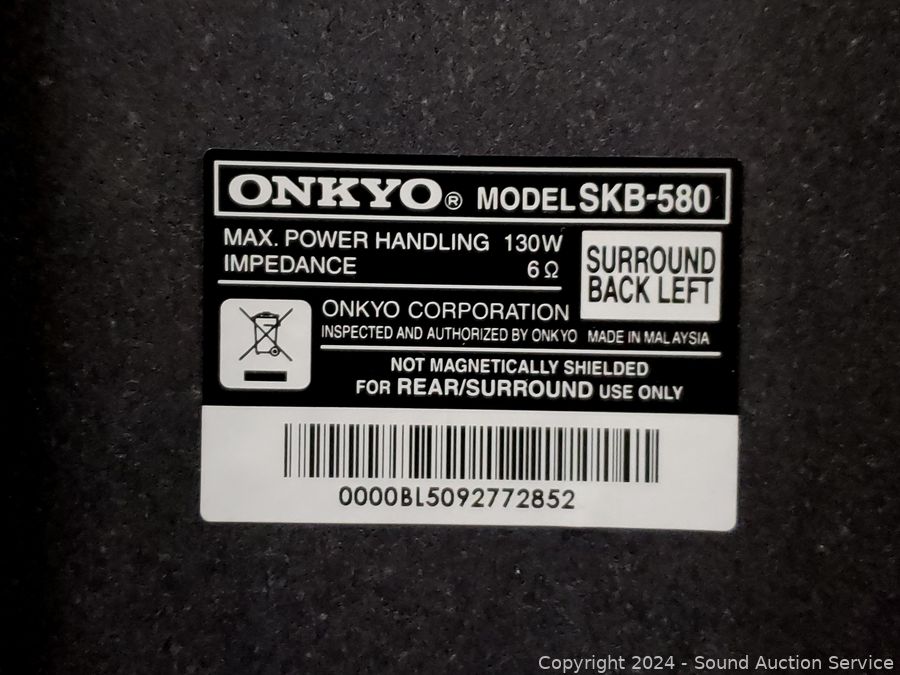 ONKYO® MODEL SKB-580
MAX. POWER HANDLING 130W
IMPEDANCE 6Ω
SURROUND
BACK LEFT
ONKYO CORPORATION
INSPECTED AND AUTHORIZED BY ONKYO MADE IN MALAYSIA
NOT MAGNETICALLY SHIELDED
FOR REAR/SURROUND USE ONLY
0000BL5092772852
Copyright 2024 - Sound Auction Service